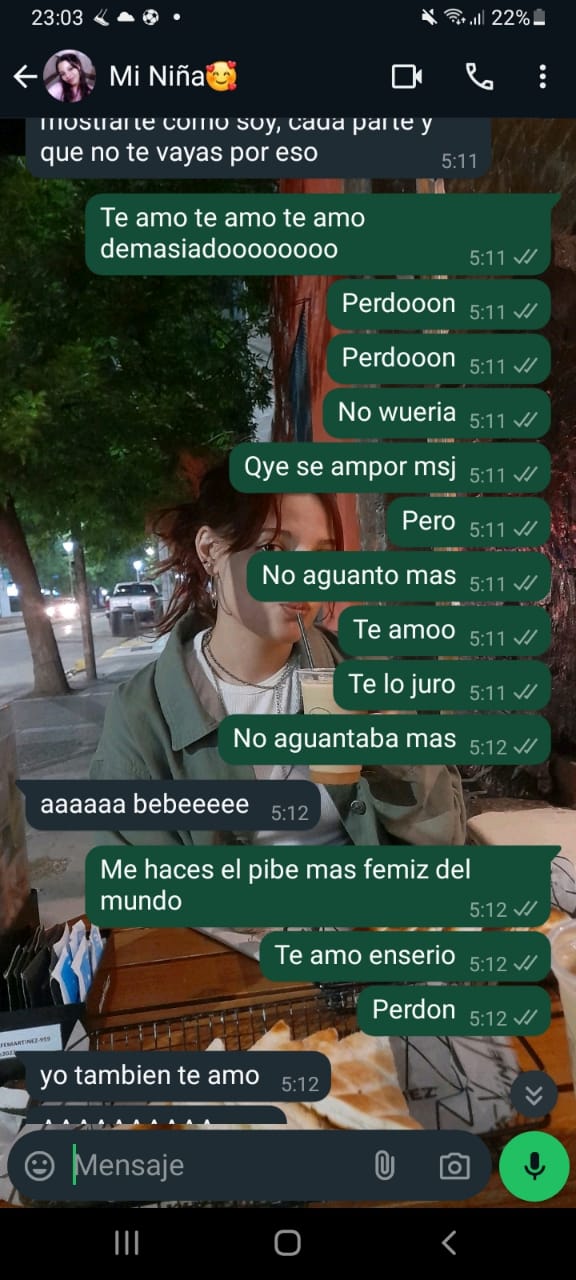 23:03
22%
Mi Niña🥰
mostrarte como soy, cada parte y
que no te vayas por eso
5:11
Te amo te amo te amo
demasiadoooooooo
5:11
Perdooon 5:11
Perdooon 5:11
No wueria 5:11
Qye se ampor msj 5:11
Pero 5:11
No aguanto mas 5:11
Te amoo 5:11
Te lo juro 5:11
No aguantaba mas 5:12
aaaaaa bebeeeee 5:12
Me haces el pibe mas femiz del
mundo
5:12
Te amo enserio 5:12
Perdon 5:12
yo tambien te amo 5:12
Mensaje